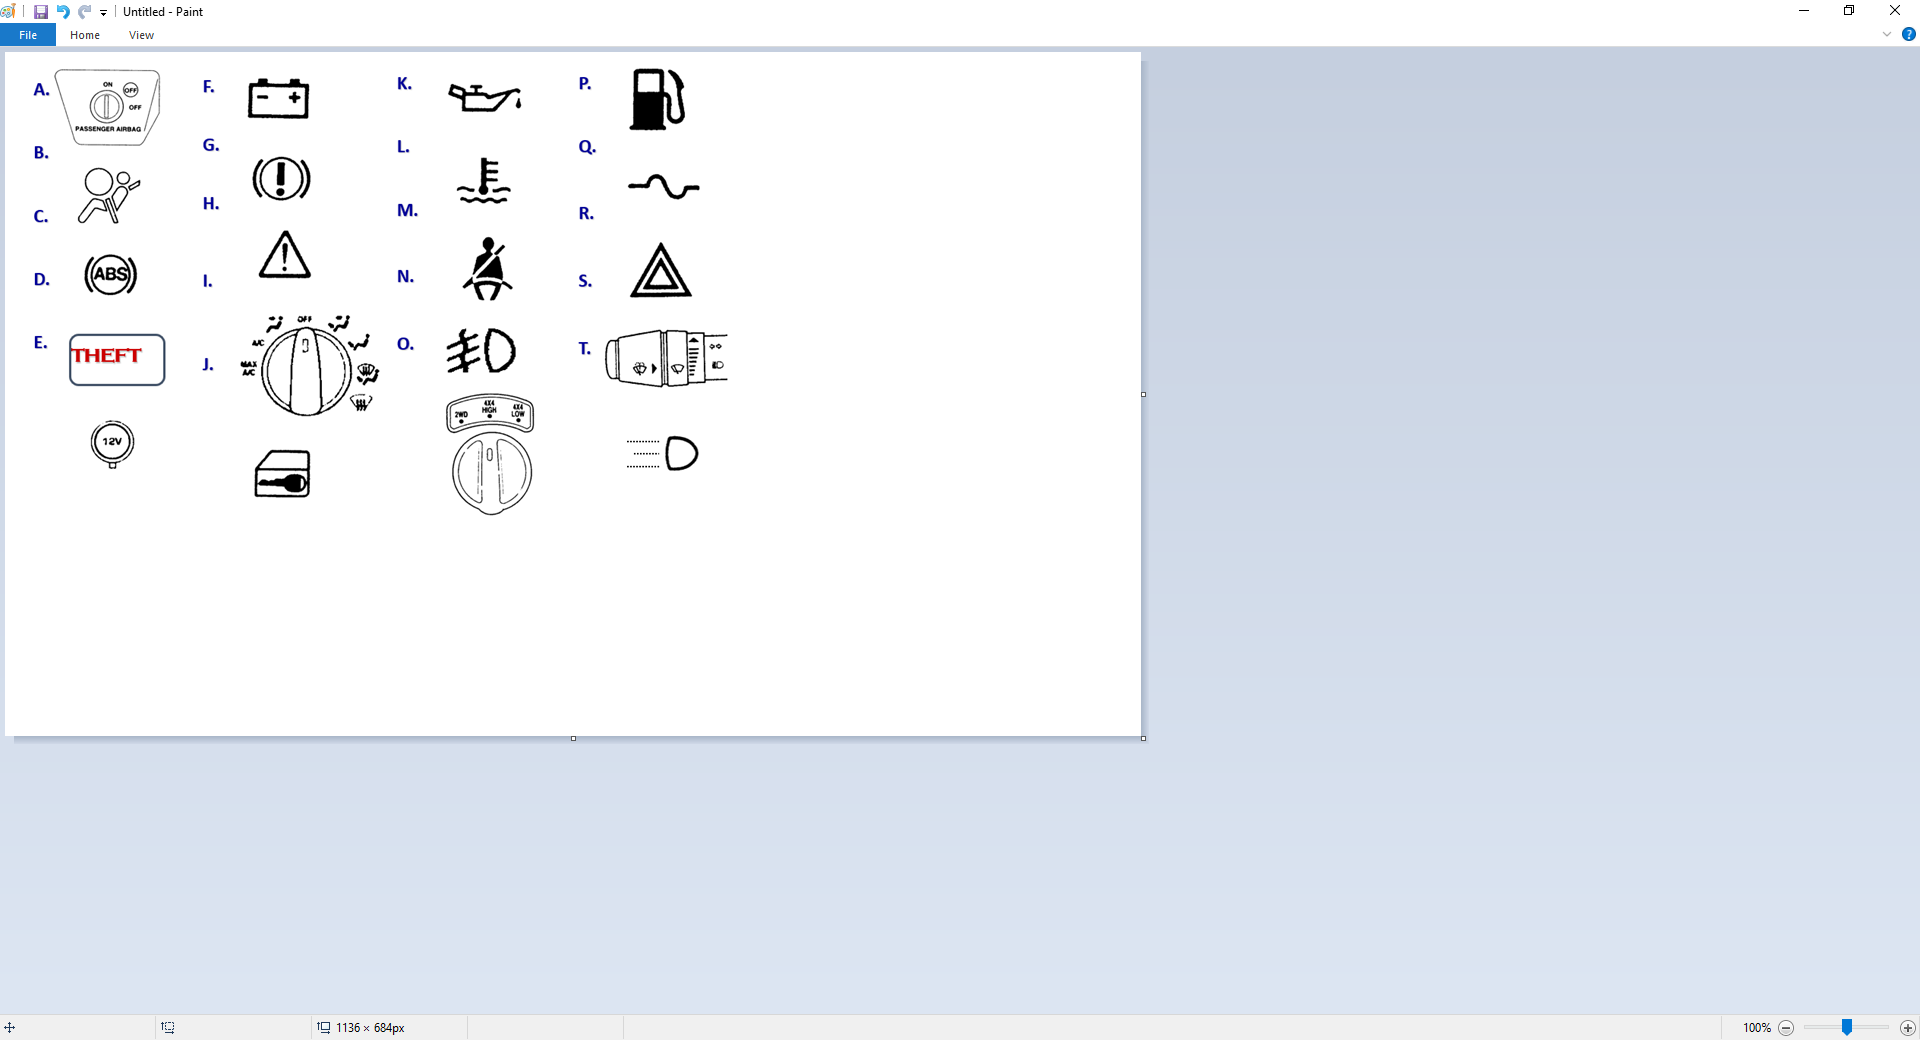 Untitled - Paint
File Home View
A.
ON
OFF
OFF
PASSENGER AIRBAG
B.
C.
D.
ABS
E.
THEFT
12V
F.
G.
!
H.
!
I.
OFF
A/C
MAX
A/C
J.
K.
L.
M.
N.
O.
2WD
4X4
HIGH
4X4
LOW
P.
Q.
R.
S.
T.
1136 × 684px
100%